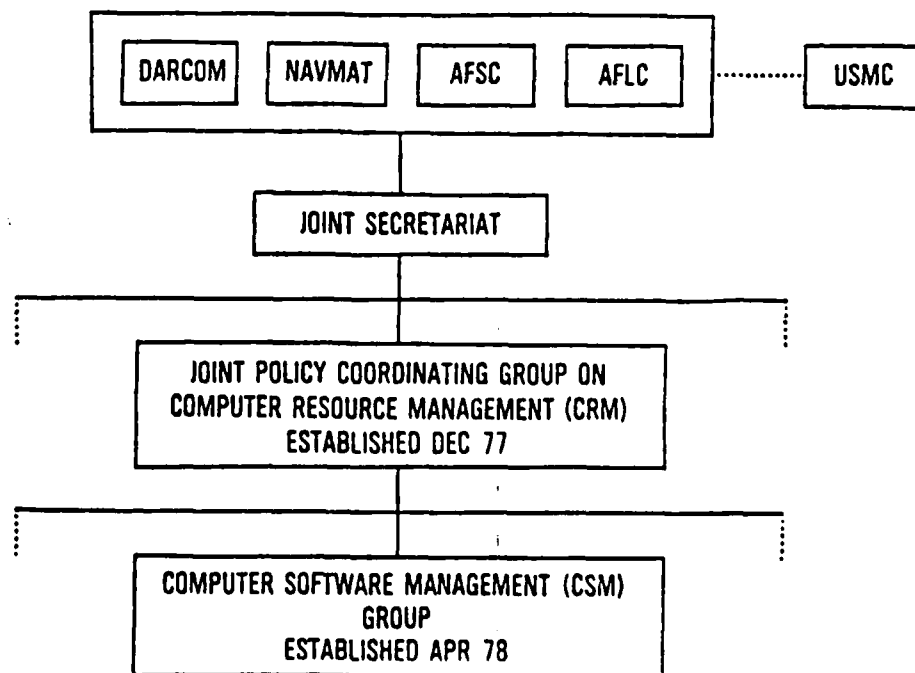 DARCOM NAVMAT AFSC AFLC USMC
JOINT SECRETARIAT
JOINT POLICY COORDINATING GROUP ON
COMPUTER RESOURCE MANAGEMENT (CRM)
ESTABLISHED DEC 77
COMPUTER SOFTWARE MANAGEMENT (CSM)
GROUP
ESTABLISHED APR 78